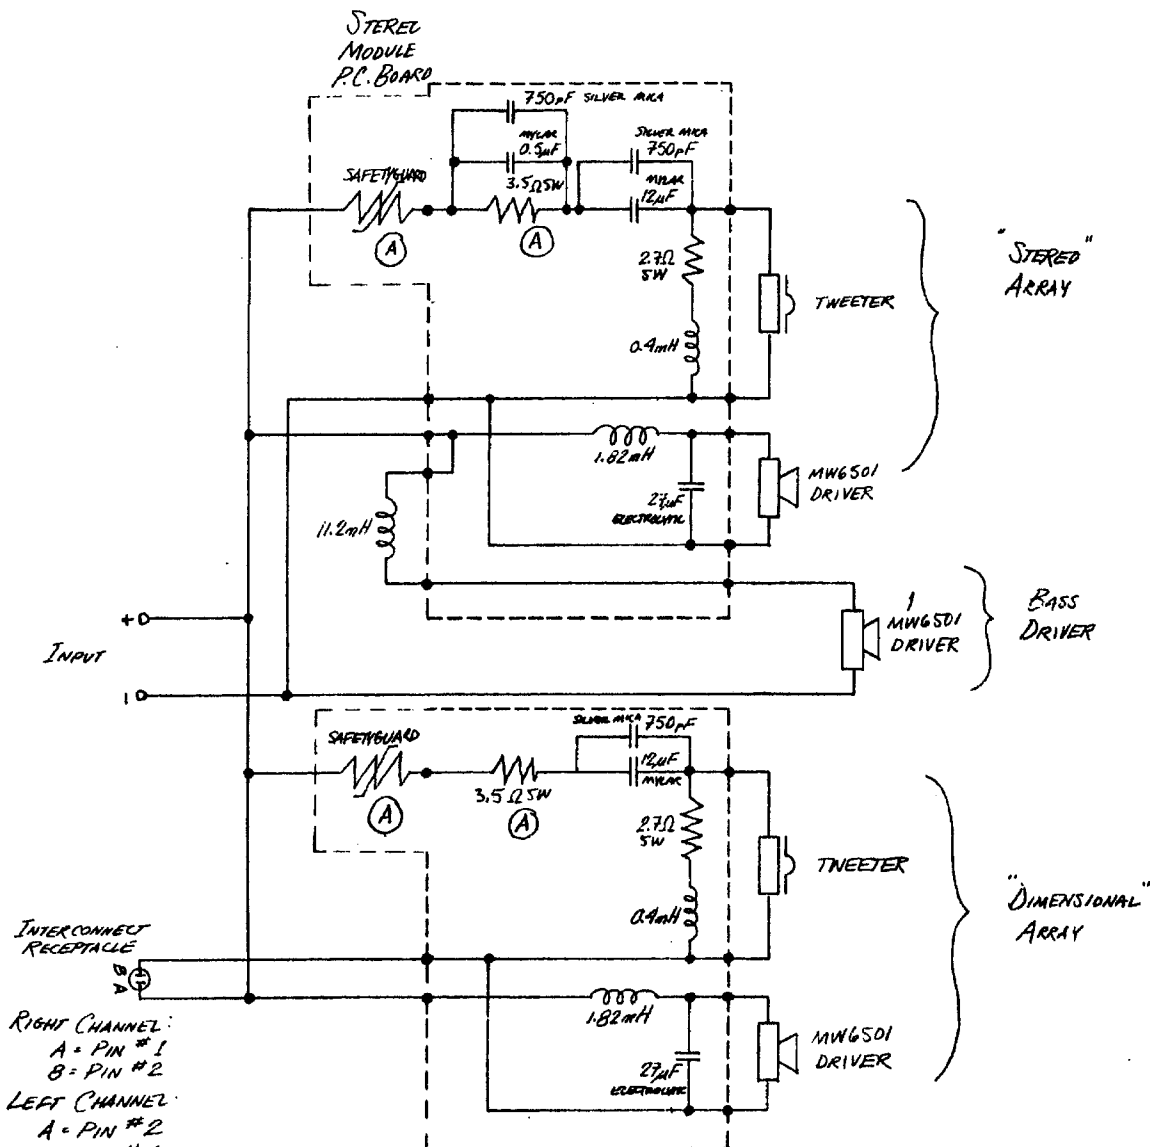 STEREO
MODULE
P.C. BOARD
750pF SILVER MICA
MYLAR
0.5µF
SILVER MICA
750pF
SAFETYGUARD
3.5Ω 5W
MYLAR
12µF
A
A
2.7Ω
5W
0.4mH
TWEETER
"STEREO"
ARRAY
1.82mH
27µF
ELECTROLYTIC
MW6501
DRIVER
11.2mH
+
INPUT
-
1
MW6501
DRIVER
BASS
DRIVER
SAFETYGUARD
SILVER MICA 750pF
12µF
MYLAR
3.5Ω 5W
A
A
2.7Ω
5W
0.4mH
TWEETER
"DIMENSIONAL"
ARRAY
INTERCONNECT
RECEPTACLE
B A
1.82mH
27µF
ELECTROLYTIC
MW6501
DRIVER
RIGHT CHANNEL:
A = PIN #1
B = PIN #2
LEFT CHANNEL:
A = PIN #2